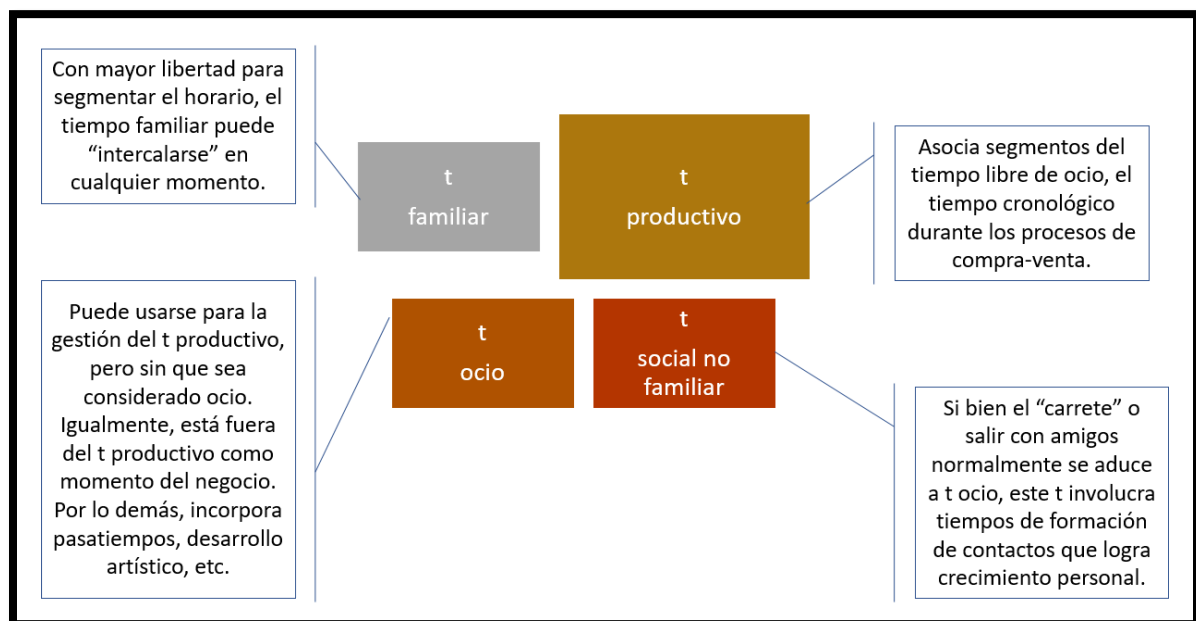 Con mayor libertad para
segmentar el horario, el
tiempo familiar puede
“intercalarse” en
cualquier momento.
t
familiar
t
productivo
Asocia segmentos del
tiempo libre de ocio, el
tiempo cronológico
durante los procesos de
compra-venta.
Puede usarse para la
gestión del t productivo,
pero sin que sea
considerado ocio.
Igualmente, está fuera
del t productivo como
momento del negocio.
Por lo demás, incorpora
pasatiempos, desarrollo
artístico, etc.
t
ocio
t
social no
familiar
Si bien el “carrete” o
salir con amigos
normalmente se aduce
a t ocio, este t involucra
tiempos de formación
de contactos que logra
crecimiento personal.